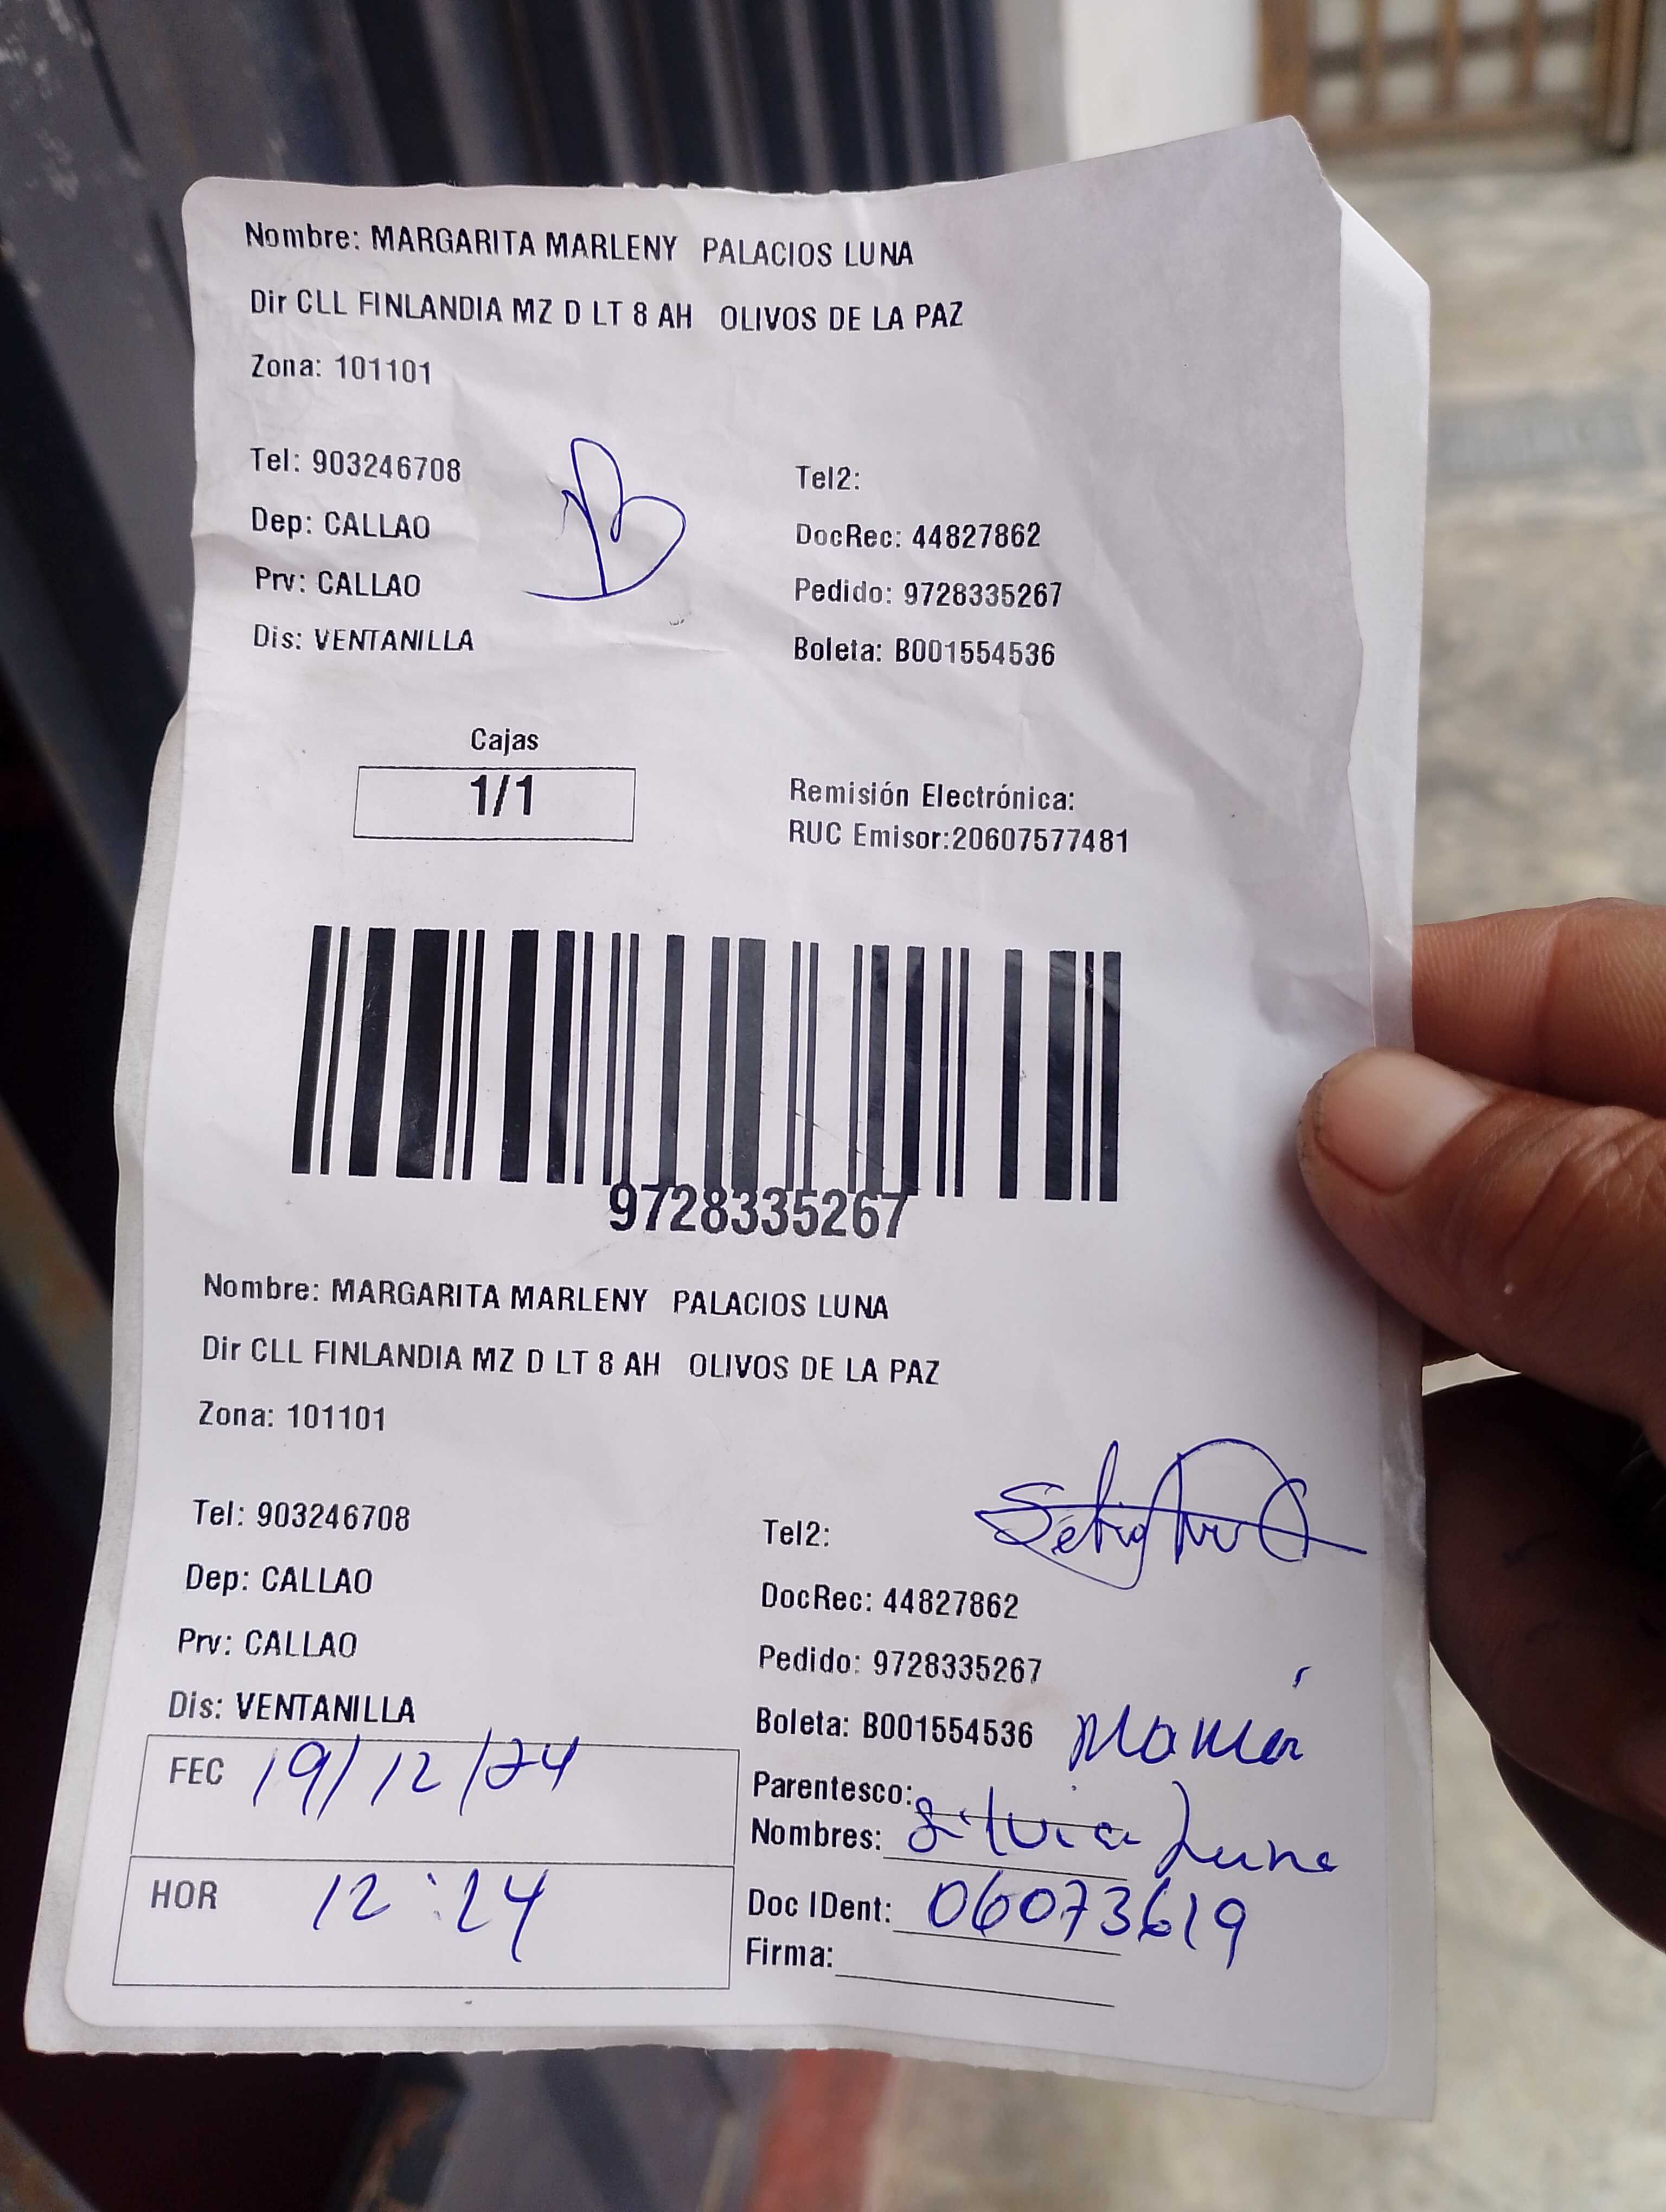 Nombre: MARGARITA MARLENY PALACIOS LUNA
Dir CLL FINLANDIA MZ D LT 8 AH OLIVOS DE LA PAZ
Zona: 101101
Tel: 903246708 Tel2:
Dep: CALLAO DocRec: 44827862
Prv: CALLAO Pedido: 9728335267
Dis: VENTANILLA Boleta: B001554536
Cajas
1/1
Remisión Electrónica:
RUC Emisor:20607577481
9728335267
Nombre: MARGARITA MARLENY PALACIOS LUNA
Dir CLL FINLANDIA MZ D LT 8 AH OLIVOS DE LA PAZ
Zona: 101101
Tel: 903246708 Tel2:
Dep: CALLAO DocRec: 44827862
Prv: CALLAO Pedido: 9728335267
Dis: VENTANILLA Boleta: B001554536
FEC 19/12/24
Parentesco: Mamá
Nombres: Silvia Luna
HOR 12:24
Doc IDent: 06073619
Firma: